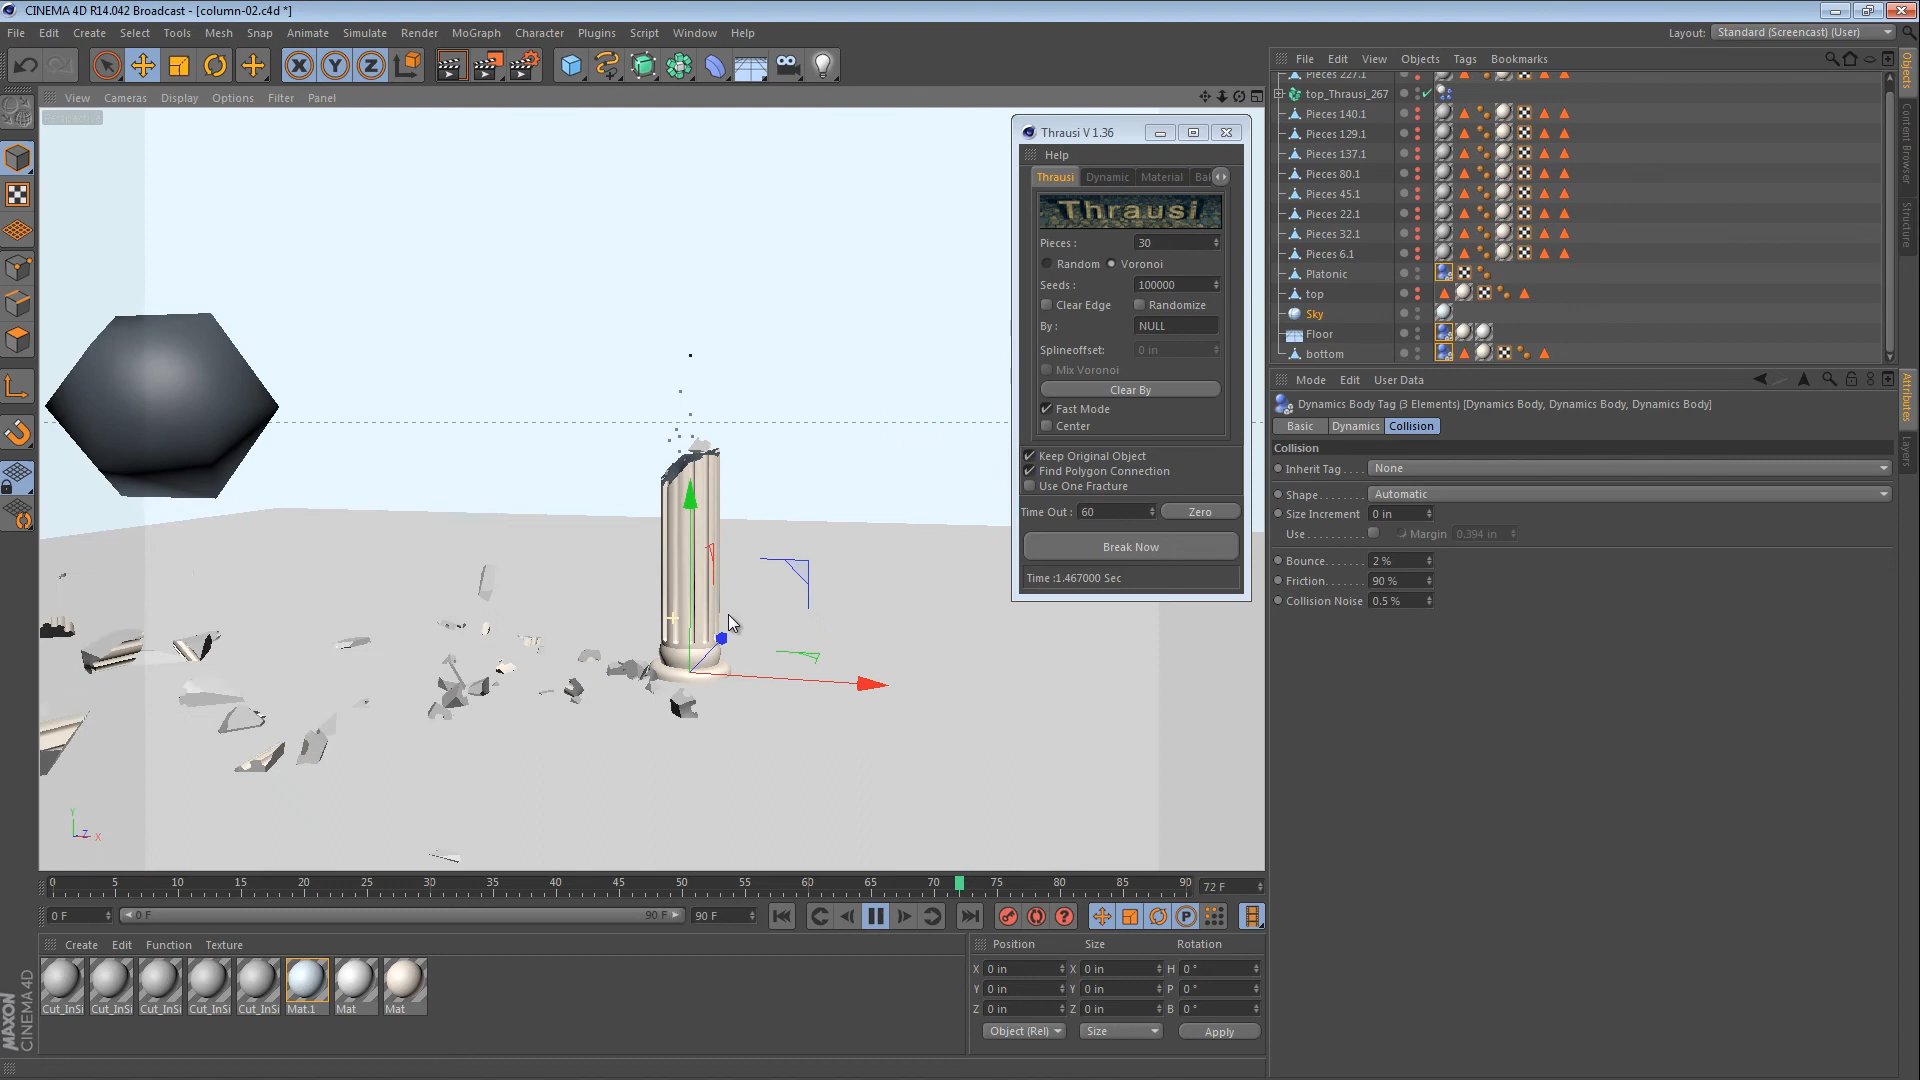 CINEMA 4D R14.042 Broadcast - [column-02.c4d *]
File Edit Create Select Tools Mesh Snap Animate Simulate Render MoGraph Character Plugins Script Window Help
Layout: Standard (Screencast) (User)
File Edit View Objects Tags Bookmarks
View Cameras Display Options Filter Panel
Perspective
Pieces 227.1
top_Thrausi_267
Pieces 140.1
Pieces 129.1
Pieces 137.1
Pieces 80.1
Pieces 45.1
Pieces 22.1
Pieces 32.1
Pieces 6.1
Platonic
top
Sky
Floor
bottom
Objects
Content Browser
Structure
Thrausi V 1.36
Help
Thrausi Dynamic Material Bal
Thrausi
Pieces : 30
Random Voronoi
Seeds : 100000
Clear Edge Randomize
By : NULL
Splineoffset: 0 in
Mix Voronoi
Clear By
Fast Mode
Center
Keep Original Object
Find Polygon Connection
Use One Fracture
Time Out : 60 Zero
Break Now
Time :1.467000 Sec
Mode Edit User Data
Dynamics Body Tag (3 Elements) [Dynamics Body, Dynamics Body, Dynamics Body]
Basic Dynamics Collision
Collision
Inherit Tag . . . . None
Shape . . . . . . . . Automatic
Size Increment 0 in
Use . . . . . . Margin 0.394 in
Bounce. . . . . . . 2 %
Friction. . . . . . . 90 %
Collision Noise 0.5 %
Attributes
Layers
Y
Z X
0 5 10 15 20 25 30 35 40 45 50 55 60 65 70 75 80 85 90 72 F
0 F 0 F 90 F 90 F
Create Edit Function Texture
Cut_InSi Cut_InSi Cut_InSi Cut_InSi Cut_InSi Mat.1 Mat Mat
Position Size Rotation
X 0 in X 0 in H 0 °
Y 0 in Y 0 in P 0 °
Z 0 in Z 0 in B 0 °
Object (Rel) Size Apply
MAXON
CINEMA 4D